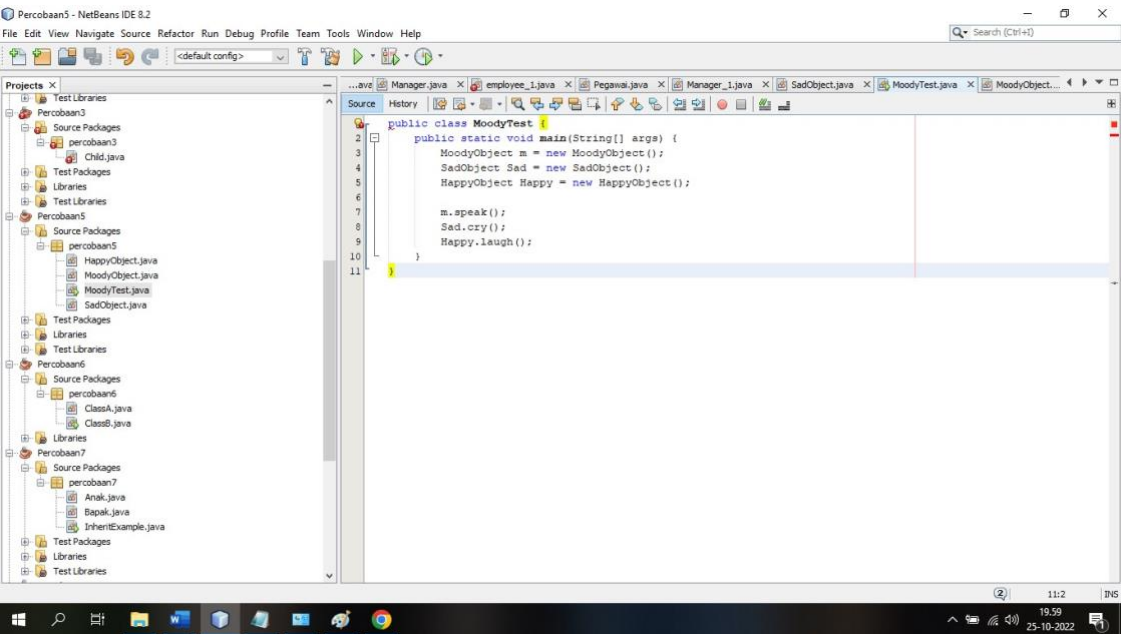 Percobaan5 - NetBeans IDE 8.2
File Edit View Navigate Source Refactor Run Debug Profile Team Tools Window Help
Search (Ctrl+I)
<default config>
Projects
...ava Manager.java employee_1.java Pegawai.java Manager_1.java SadObject.java MoodyTest.java MoodyObject....
Source History
Test Libraries
Percobaan3
Source Packages
percobaan3
Child.java
Test Packages
Libraries
Test Libraries
Percobaan5
Source Packages
percobaan5
HappyObject.java
MoodyObject.java
MoodyTest.java
SadObject.java
Test Packages
Libraries
Test Libraries
Percobaan6
Source Packages
percobaan6
ClassA.java
ClassB.java
Libraries
Percobaan7
Source Packages
percobaan7
Anak.java
Bapak.java
InheritExample.java
Test Packages
Libraries
Test Libraries
public class MoodyTest {
2 public static void main(String[] args) {
3 MoodyObject m = new MoodyObject();
4 SadObject Sad = new SadObject();
5 HappyObject Happy = new HappyObject();
6
7 m.speak();
8 Sad.cry();
9 Happy.laugh();
10 }
11 }
2 11:2 INS
19.59
25-10-2022
1